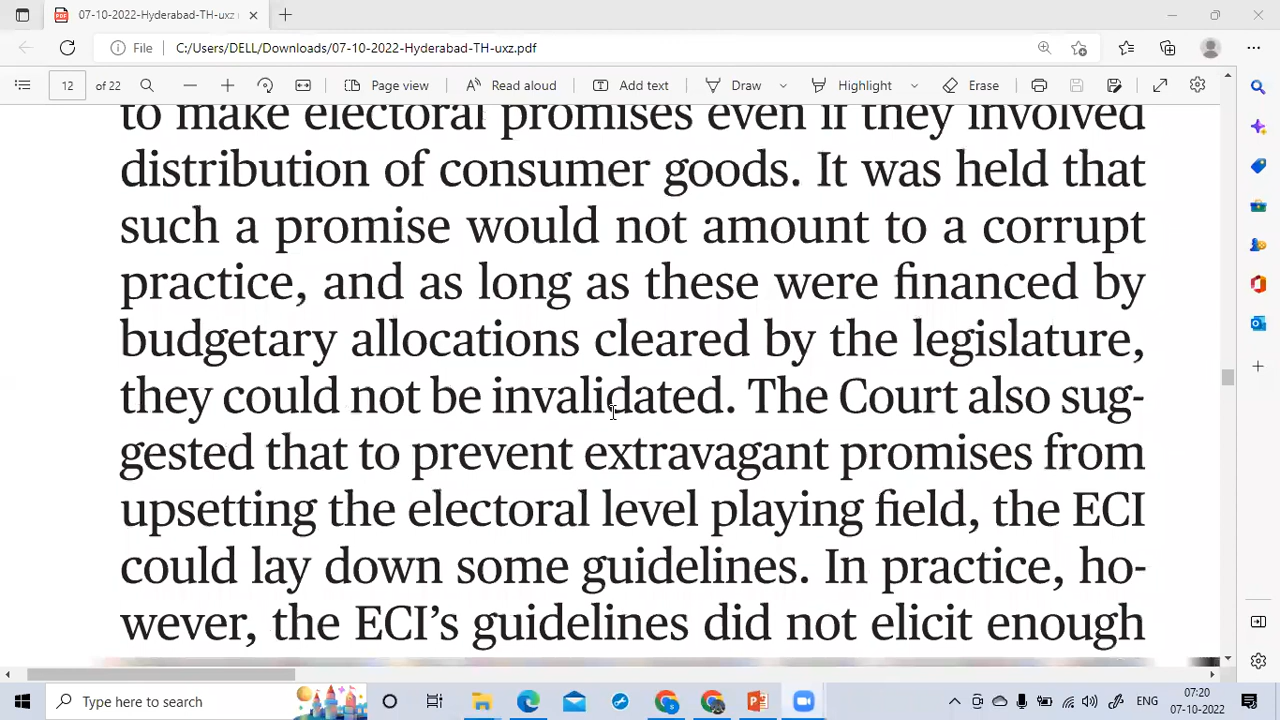 07-10-2022-Hyderabad-TH-uxz
File C:/Users/DELL/Downloads/07-10-2022-Hyderabad-TH-uxz.pdf
12 of 22 Page view Read aloud Add text Draw Highlight Erase
to make electoral promises even if they involved
distribution of consumer goods. It was held that
such a promise would not amount to a corrupt
practice, and as long as these were financed by
budgetary allocations cleared by the legislature,
they could not be invalidated. The Court also sug-
gested that to prevent extravagant promises from
upsetting the electoral level playing field, the ECI
could lay down some guidelines. In practice, ho-
wever, the ECI’s guidelines did not elicit enough
Type here to search ENG 07:20
07-10-2022